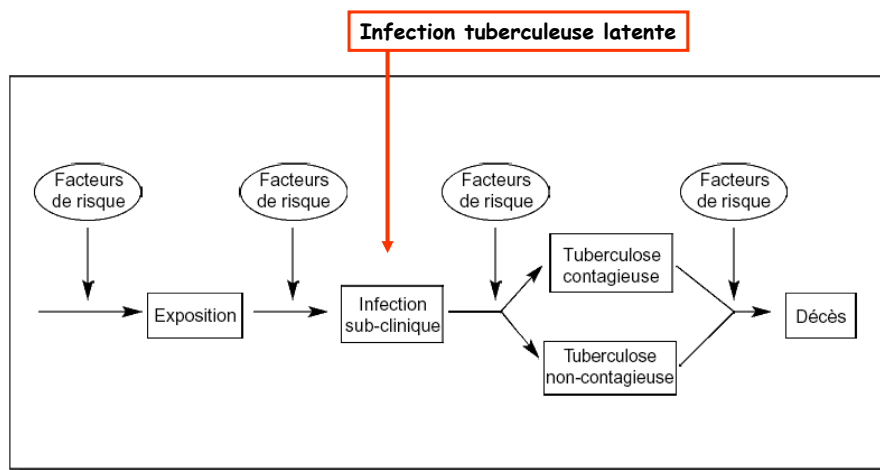 Infection tuberculeuse latente
Facteurs
de risque
Facteurs
de risque
Facteurs
de risque
Facteurs
de risque
Exposition
Infection
sub-clinique
Tuberculose
contagieuse
Tuberculose
non-contagieuse
Décès